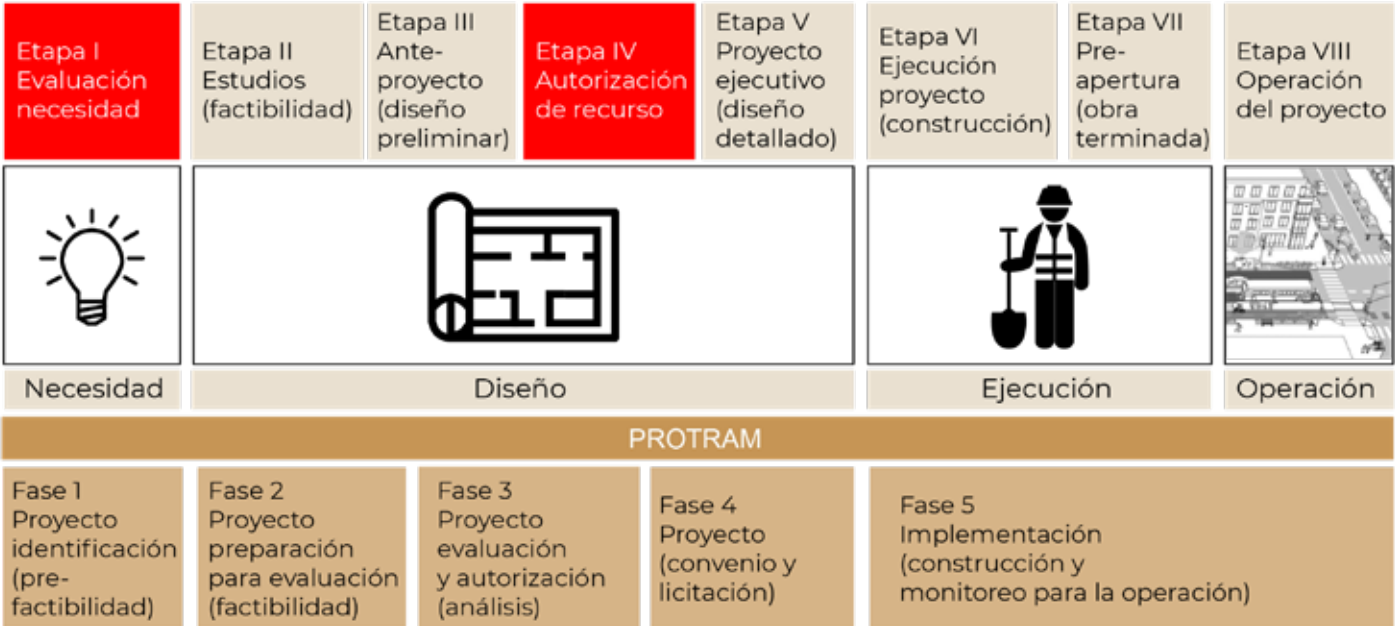 Etapa I
Evaluación
necesidad
Etapa II
Estudios
(factibilidad)
Etapa III
Ante-
proyecto
(diseño
preliminar)
Etapa IV
Autorización
de recurso
Etapa V
Proyecto
ejecutivo
(diseño
detallado)
Etapa VI
Ejecución
proyecto
(construcción)
Etapa VII
Pre-
apertura
(obra
terminada)
Etapa VIII
Operación
del proyecto
Necesidad
Diseño
Ejecución
Operación
PROTRAM
Fase 1
Proyecto
identificación
(pre-
factibilidad)
Fase 2
Proyecto
preparación
para evaluación
(factibilidad)
Fase 3
Proyecto
evaluación
y autorización
(análisis)
Fase 4
Proyecto
(convenio y
licitación)
Fase 5
Implementación
(construcción y
monitoreo para la operación)